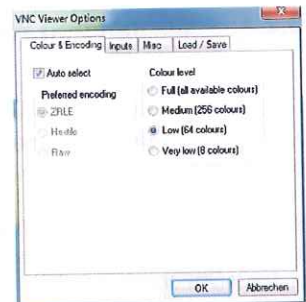 VNC Viewer Options
Colour & Encoding Inputs Misc Load / Save
Auto select
Preferred encoding
ZRLE
Hextile
Raw
Colour level
Full (all available colours)
Medium (256 colours)
Low (64 colours)
Very low (8 colours)
OK Abbrechen